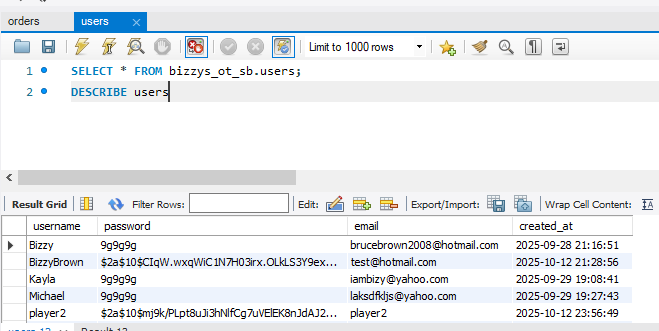 orders users
Limit to 1000 rows
1 SELECT * FROM bizzys_ot_sb.users;
2 DESCRIBE users
Result Grid Filter Rows: Edit: Export/Import: Wrap Cell Content:
username password email created_at
Bizzy 9g9g9g brucebrown2008@hotmail.com 2025-09-28 21:16:51
BizzyBrown $2a$10$CIqW.wxqWiC1N7H03irx.OLkLS3Y9ex... test@hotmail.com 2025-10-12 21:28:56
Kayla 9g9g9g iambizy@yahoo.com 2025-09-29 19:08:41
Michael 9g9g9g laksdfkljs@yahoo.com 2025-09-29 19:27:43
player2 $2a$10$mj9k/PLpt8uJi3hNlfCg7uVElEK8nJdAJ2... player2 2025-10-12 23:56:49